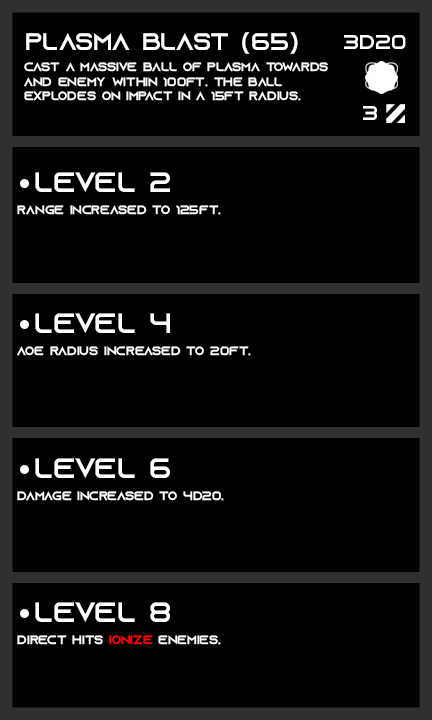 PLASMA BLAST (65)
3D20
CAST A MASSIVE BALL OF PLASMA TOWARDS
AND ENEMY WITHIN 100FT. THE BALL
EXPLODES ON IMPACT IN A 15FT RADIUS.
3
•LEVEL 2
RANGE INCREASED TO 125FT.
•LEVEL 4
AOE RADIUS INCREASED TO 20FT.
•LEVEL 6
DAMAGE INCREASED TO 4D20.
•LEVEL 8
DIRECT HITS IONIZE ENEMIES.